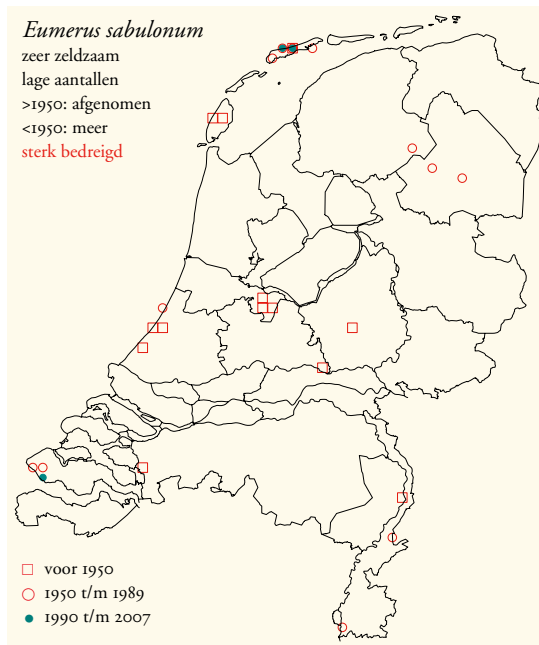 Eumerus sabulonum
zeer zeldzaam
lage aantallen
>1950: afgenomen
<1950: meer
sterk bedreigd
voor 1950
1950 t/m 1989
1990 t/m 2007